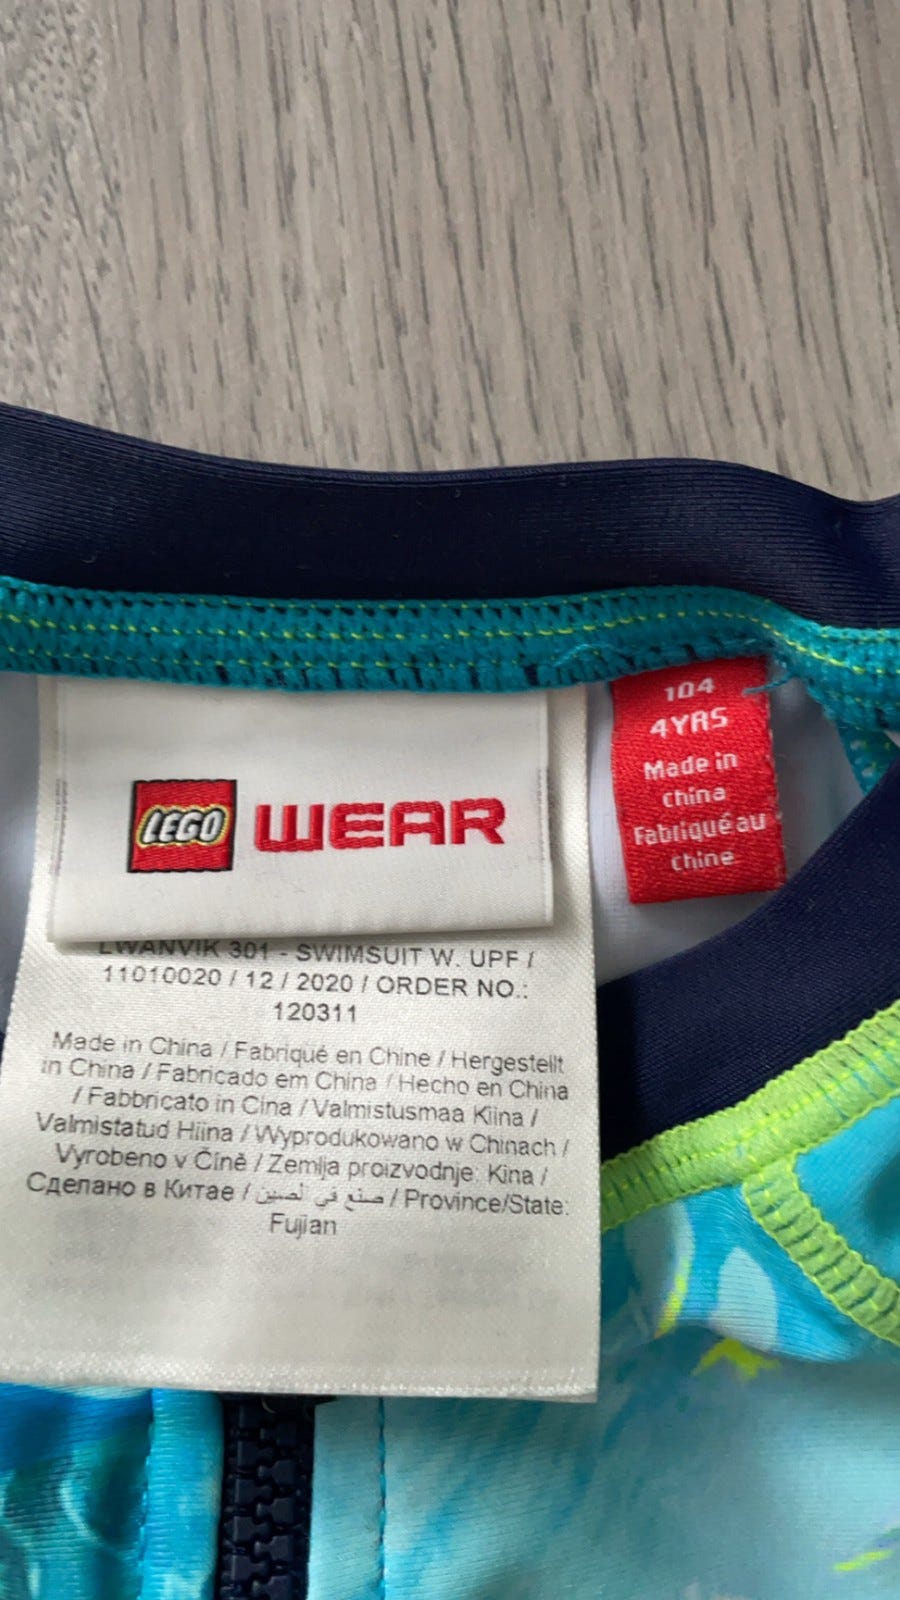 LEGO WEAR
LWANVIK 301 - SWIMSUIT W. UPF /
11010020 / 12 / 2020 / ORDER NO.:
120311
Made in China / Fabriqué en Chine / Hergestellt
in China / Fabricado em China / Hecho en China
/ Fabbricato in Cina / Valmistusmaa Kiina /
Valmistatud Hiina / Wyprodukowano w Chinach /
Vyrobeno v Číně / Zemlja proizvodnje: Kina /
Сделано в Китае / صنع في لصين / Province/State:
Fujian
104
4YRS
Made in
china
Fabriqué au
chine